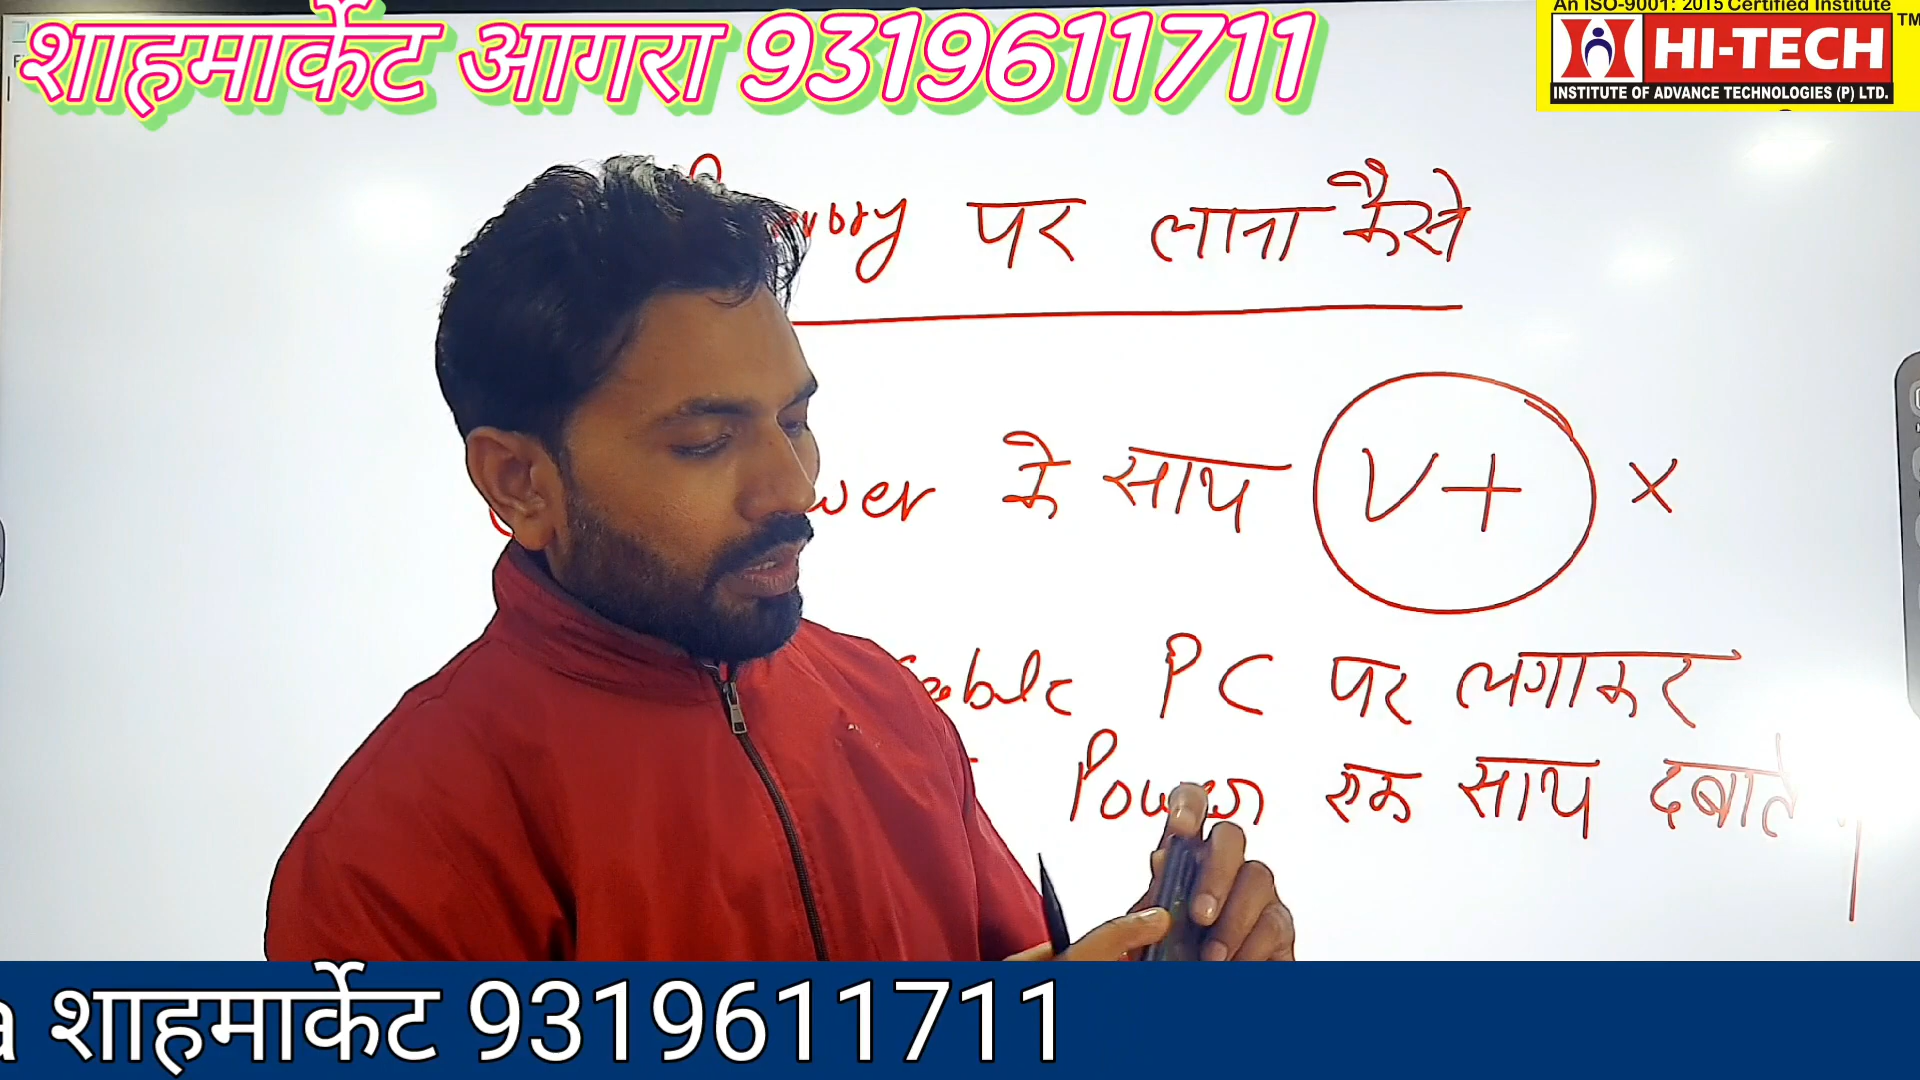 An ISO-9001: 2015 Certified Institute
TM
HI-TECH
INSTITUTE OF ADVANCE TECHNOLOGIES (P) LTD.
शाहमार्केट आगरा 9319611711
पर लाना कैसे
wer के साथ V+ ×
PC पर लगाकर
Power एक साथ दबाते
a शाहमार्केट 9319611711